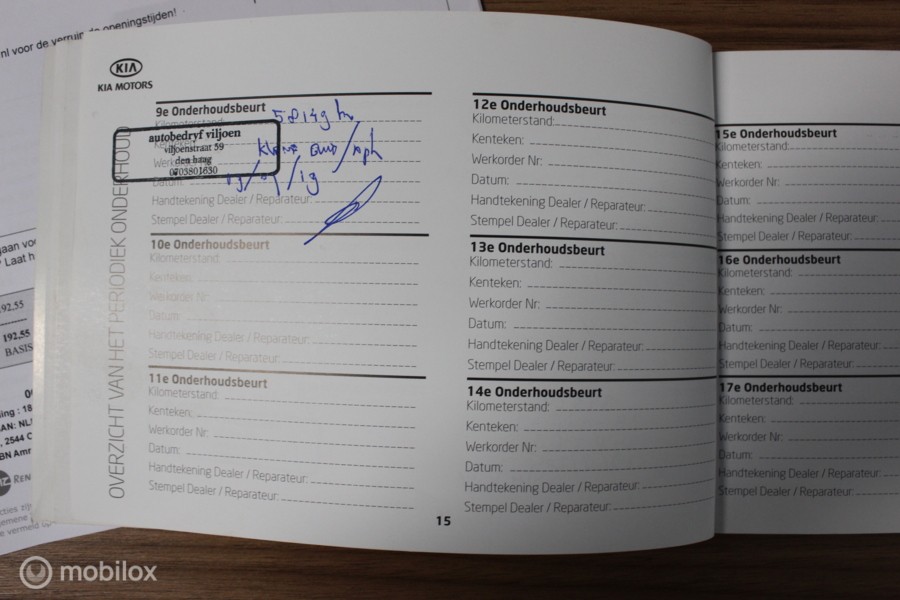 KIA
KIA MOTORS
OVERZICHT VAN HET PERIODIEK ONDERHOUD
9e Onderhoudsbeurt
Kilometerstand:
autobedryf viljoen
viljoenstraat 59
den haag
0703801630
Datum:
Handtekening Dealer / Reparateur:
Stempel Dealer / Reparateur:
10e Onderhoudsbeurt
Kilometerstand:
Kenteken:
Werkorder Nr:
Datum:
Handtekening Dealer / Reparateur:
Stempel Dealer / Reparateur:
11e Onderhoudsbeurt
Kilometerstand:
Kenteken:
Werkorder Nr:
Datum:
Handtekening Dealer / Reparateur:
Stempel Dealer / Reparateur:
12e Onderhoudsbeurt
Kilometerstand:
Kenteken:
Werkorder Nr:
Datum:
Handtekening Dealer / Reparateur:
Stempel Dealer / Reparateur:
13e Onderhoudsbeurt
Kilometerstand:
Kenteken:
Werkorder Nr:
Datum:
Handtekening Dealer / Reparateur:
Stempel Dealer / Reparateur:
14e Onderhoudsbeurt
Kilometerstand:
Kenteken:
Werkorder Nr:
Datum:
Handtekening Dealer / Reparateur:
Stempel Dealer / Reparateur:
15
15e Onderhoudsbeurt
Kilometerstand:
Kenteken:
Werkorder Nr:
Datum:
Handtekening Dealer / Reparateur:
Stempel Dealer / Reparateur:
16e Onderhoudsbeurt
Kilometerstand:
Kenteken:
Werkorder Nr:
Datum:
Handtekening Dealer / Reparateur:
Stempel Dealer / Reparateur:
17e Onderhoudsbeurt
Kilometerstand:
Kenteken:
Werkorder Nr:
Datum:
Handtekening Dealer / Reparateur:
Stempel Dealer / Reparateur:
nl voor de verruim de openingstijden!
192.55
192.55
BASIS
mobilox